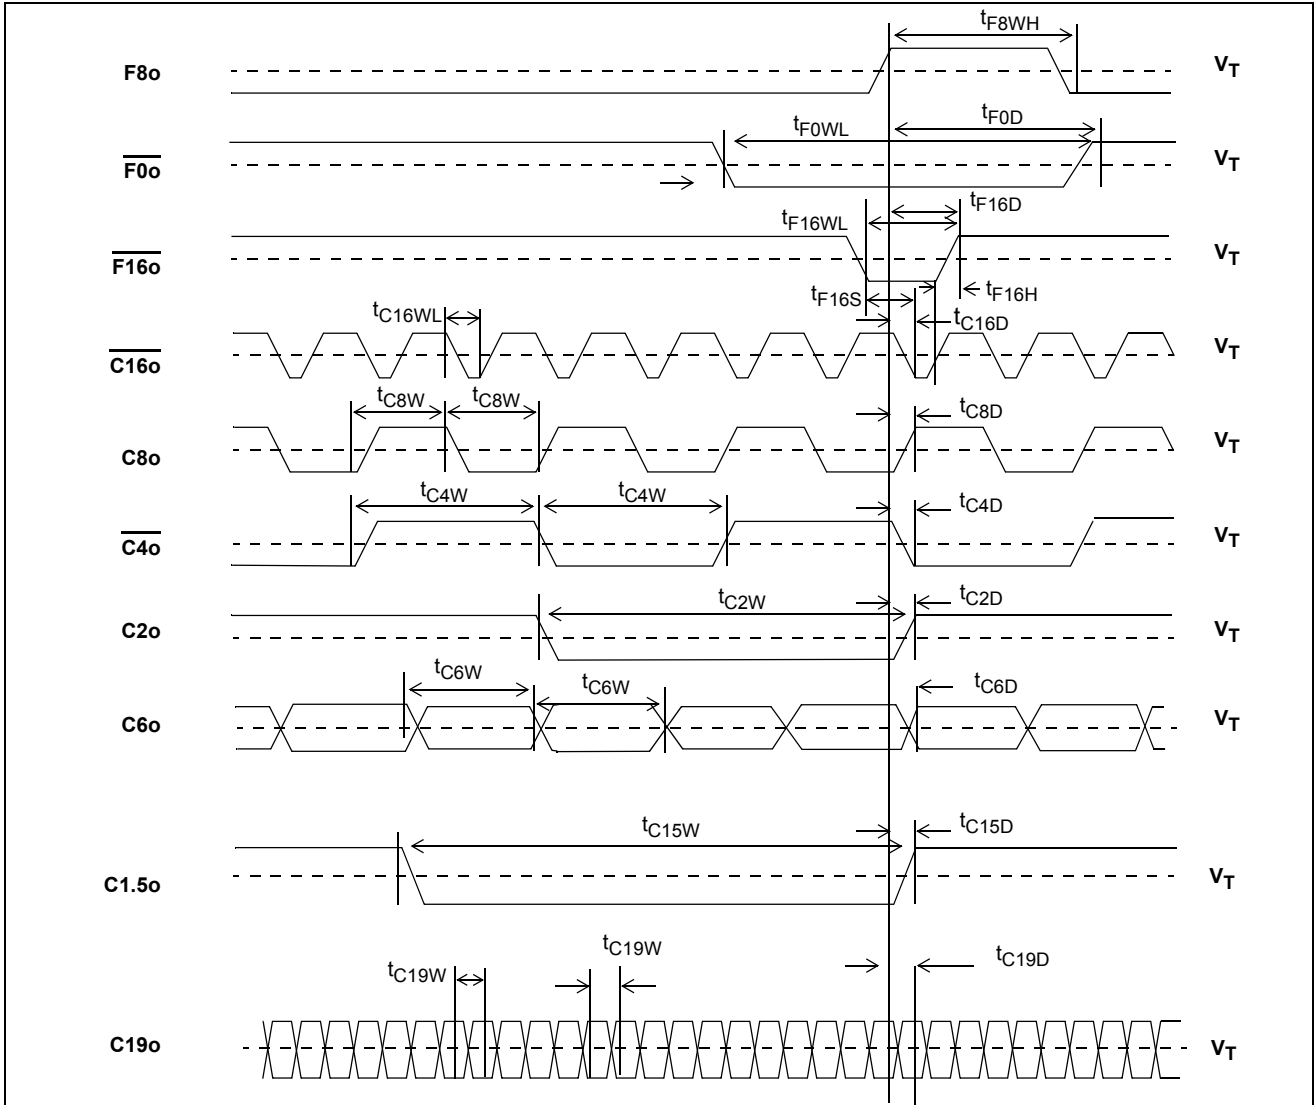 tF8WH
F8o VT
tF0WL tF0D
F0o VT
tF16D
tF16WL
F16o VT
tF16S tF16H
tC16WL tC16D
C16o VT
tC8W tC8W tC8D
C8o VT
tC4W tC4W tC4D
C4o VT
tC2W tC2D
C2o VT
tC6W tC6W tC6D
C6o VT
tC15W tC15D
C1.5o VT
tC19W tC19W tC19D
C19o VT